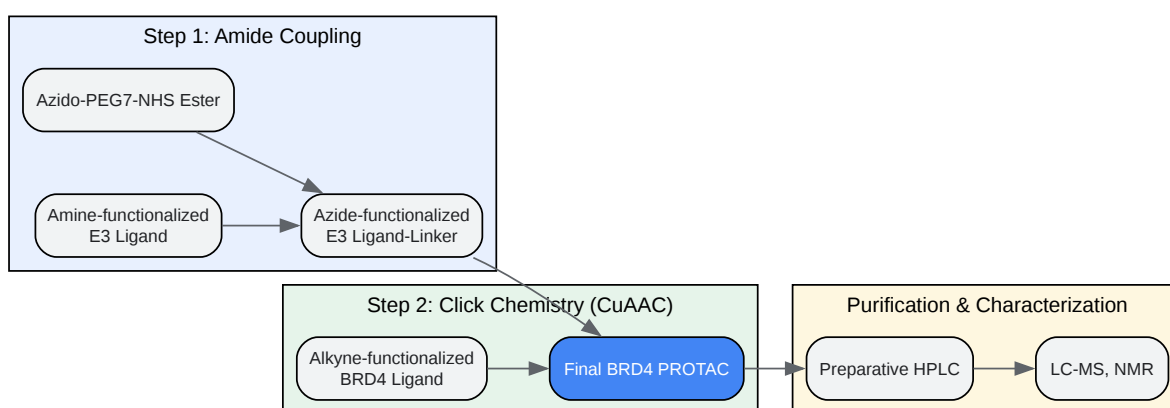 Step 1: Amide Coupling
Azido-PEG7-NHS Ester
Amine-functionalized
E3 Ligand
Azide-functionalized
E3 Ligand-Linker
Step 2: Click Chemistry (CuAAC)
Alkyne-functionalized
BRD4 Ligand
Final BRD4 PROTAC
Purification & Characterization
Preparative HPLC
LC-MS, NMR